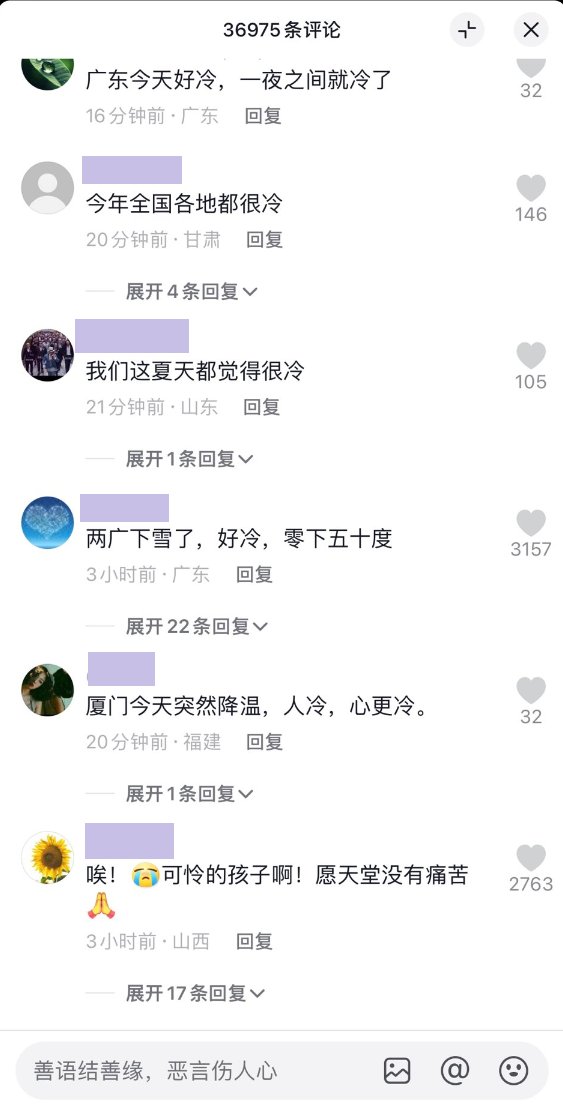 36975条评论
广东今天好冷，一夜之间就冷了
32
16分钟前·广东 回复
今年全国各地都很冷
146
20分钟前·甘肃 回复
展开4条回复
我们这夏天都觉得很冷
105
21分钟前·山东 回复
展开1条回复
两广下雪了，好冷，零下五十度
3157
3小时前·广东 回复
展开22条回复
厦门今天突然降温，人冷，心更冷。
32
20分钟前·福建 回复
展开1条回复
唉！😭可怜的孩子啊！愿天堂没有痛苦
🙏
2763
3小时前·山西 回复
展开17条回复
善语结善缘，恶言伤人心